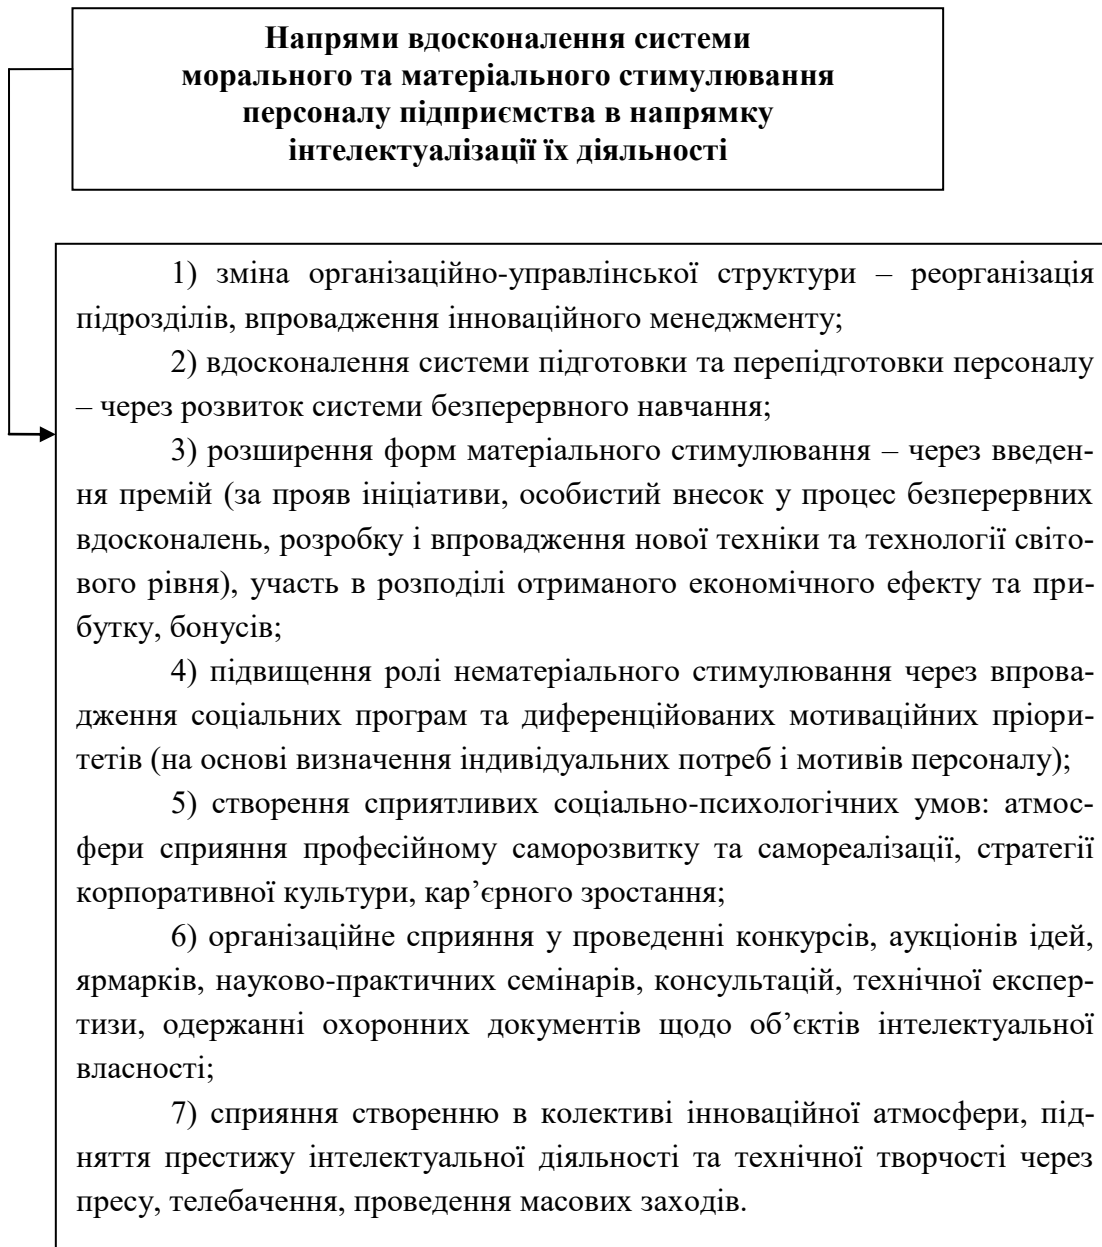 Напрями вдосконалення системи
морального та матеріального стимулювання
персоналу підприємства в напрямку
інтелектуалізації їх діяльності
1) зміна організаційно-управлінської структури – реорганізація
підрозділів, впровадження інноваційного менеджменту;
2) вдосконалення системи підготовки та перепідготовки персоналу
– через розвиток системи безперервного навчання;
3) розширення форм матеріального стимулювання – через введен-
ня премій (за прояв ініціативи, особистий внесок у процес безперервних
вдосконалень, розробку і впровадження нової техніки та технології світо-
вого рівня), участь в розподілі отриманого економічного ефекту та при-
бутку, бонусів;
4) підвищення ролі нематеріального стимулювання через впрова-
дження соціальних програм та диференційованих мотиваційних пріори-
тетів (на основі визначення індивідуальних потреб і мотивів персоналу);
5) створення сприятливих соціально-психологічних умов: атмос-
фери сприяння професійному саморозвитку та самореалізації, стратегії
корпоративної культури, кар’єрного зростання;
6) організаційне сприяння у проведенні конкурсів, аукціонів ідей,
ярмарків, науково-практичних семінарів, консультацій, технічної експер-
тизи, одержанні охоронних документів щодо об’єктів інтелектуальної
власності;
7) сприяння створенню в колективі інноваційної атмосфери, під-
няття престижу інтелектуальної діяльності та технічної творчості через
пресу, телебачення, проведення масових заходів.